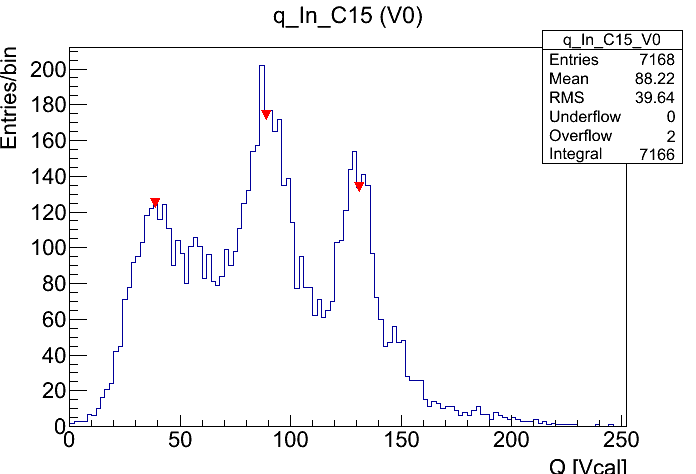 q_In_C15 (V0)
q_In_C15_V0
Entries 7168
Mean 88.22
RMS 39.64
Underflow 0
Overflow 2
Integral 7166
Entries/bin
200
180
160
140
120
100
80
60
40
20
0
0 50 100 150 200 250
Q [Vcal]